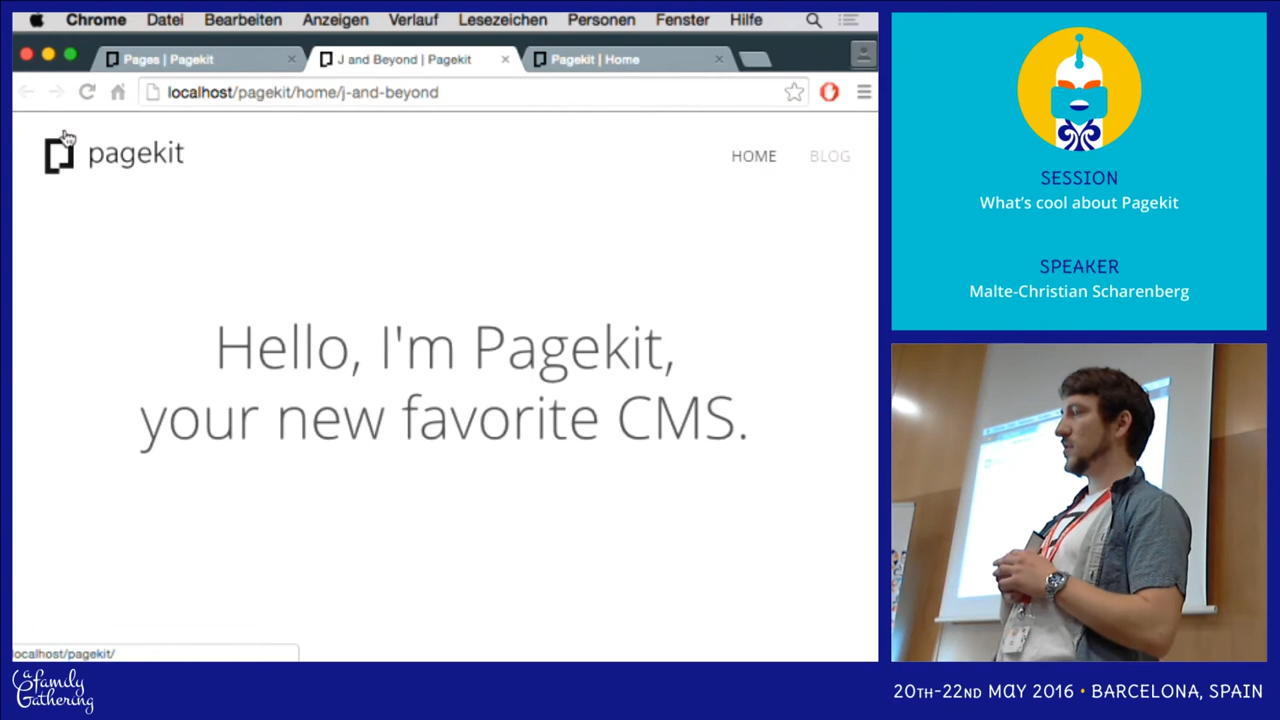 Chrome Datei Bearbeiten Anzeigen Verlauf Lesezeichen Personen Fenster Hilfe
Pages | Pagekit
J and Beyond | Pagekit
Pagekit | Home
localhost/pagekit/home/j-and-beyond
pagekit
HOME BLOG
Hello, I'm Pagekit,
your new favorite CMS.
localhost/pagekit/
SESSION
What's cool about Pagekit
SPEAKER
Malte-Christian Scharenberg
a family
Gathering
20TH-22ND MAY 2016 • BARCELONA, SPAIN